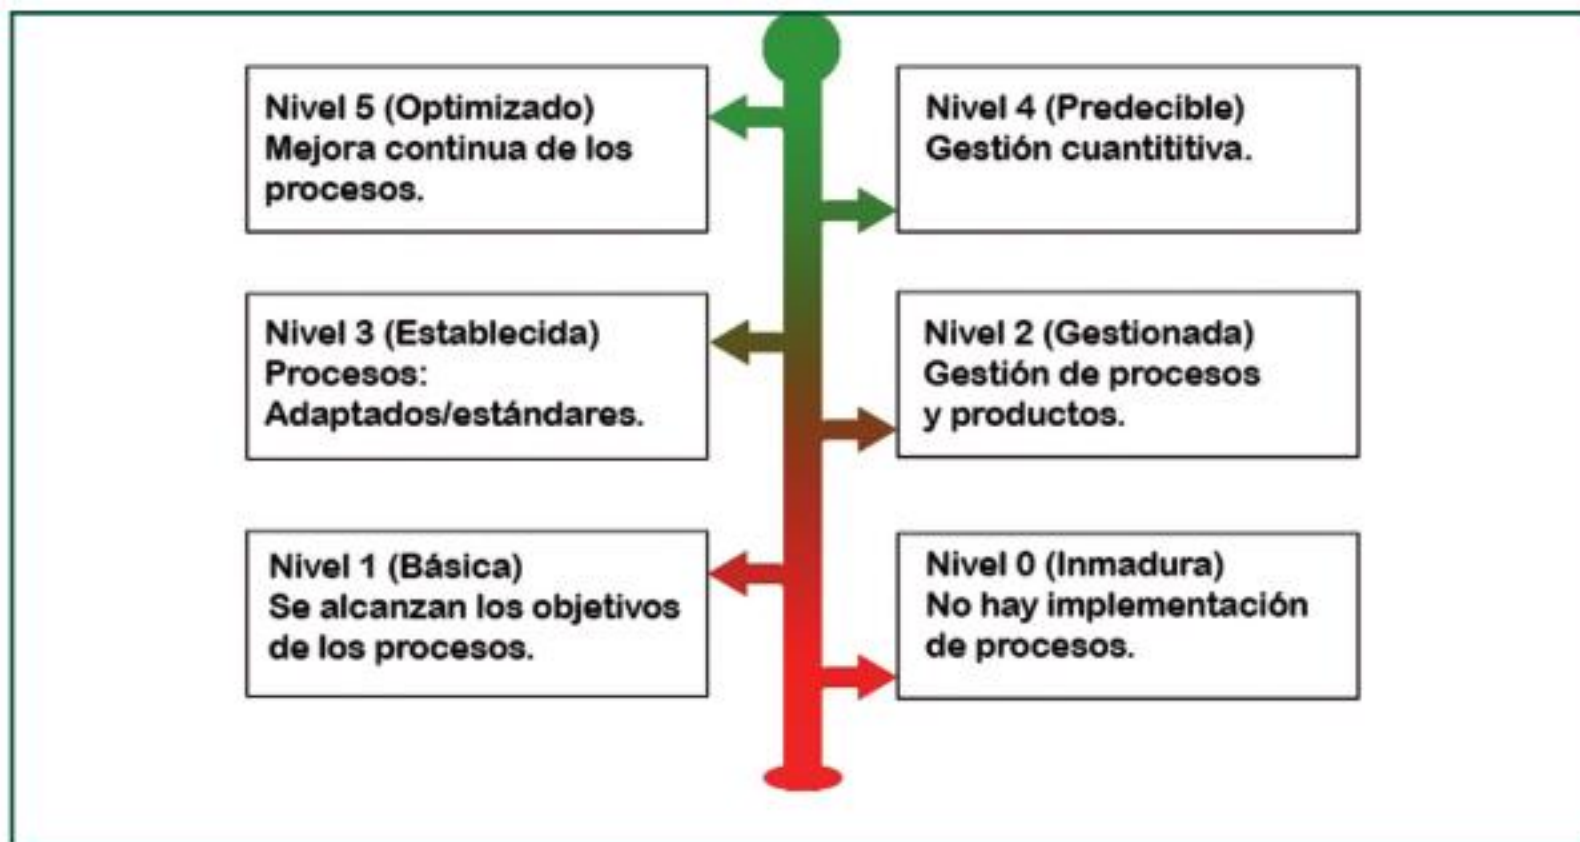 Nivel 5 (Optimizado)
Mejora continua de los
procesos.
Nivel 4 (Predecible)
Gestión cuantititiva.
Nivel 3 (Establecida)
Procesos:
Adaptados/estándares.
Nivel 2 (Gestionada)
Gestión de procesos
y productos.
Nivel 1 (Básica)
Se alcanzan los objetivos
de los procesos.
Nivel 0 (Inmadura)
No hay implementación
de procesos.